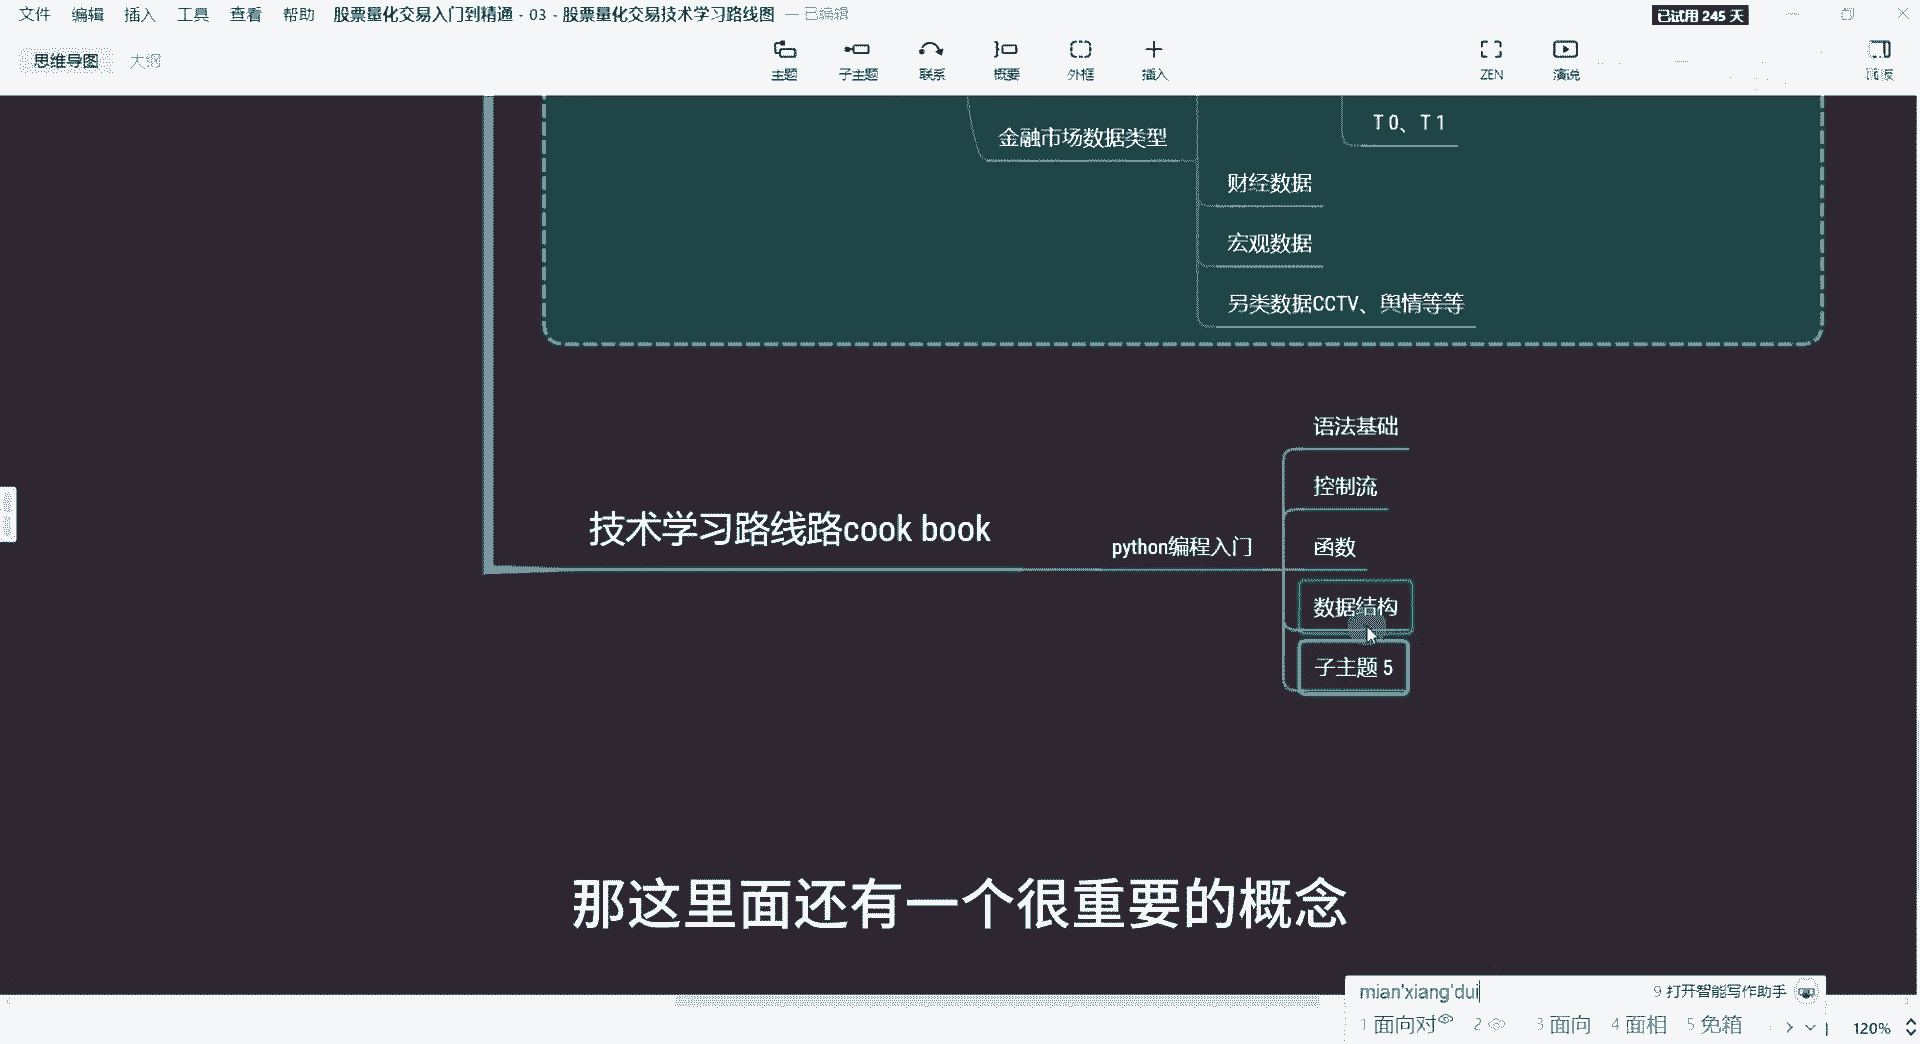 文件 编辑 插入 工具 查看 帮助 股票量化交易入门到精通 - 03 - 股票量化交易技术学习路线图 — 已编辑 已试用 245 天
思维导图 大纲 主题 子主题 联系 概要 外框 插入 ZEN 演说 面板
T 0、T 1
金融市场数据类型
财经数据
宏观数据
另类数据CCTV、舆情等等
语法基础
控制流
技术学习路线路cook book
python编程入门
函数
数据结构
子主题 5
那这里面还有一个很重要的概念
mian'xiang'dui 9 打开智能写作助手
1 面向对 2 3 面向 4 面相 5 免箱
120%